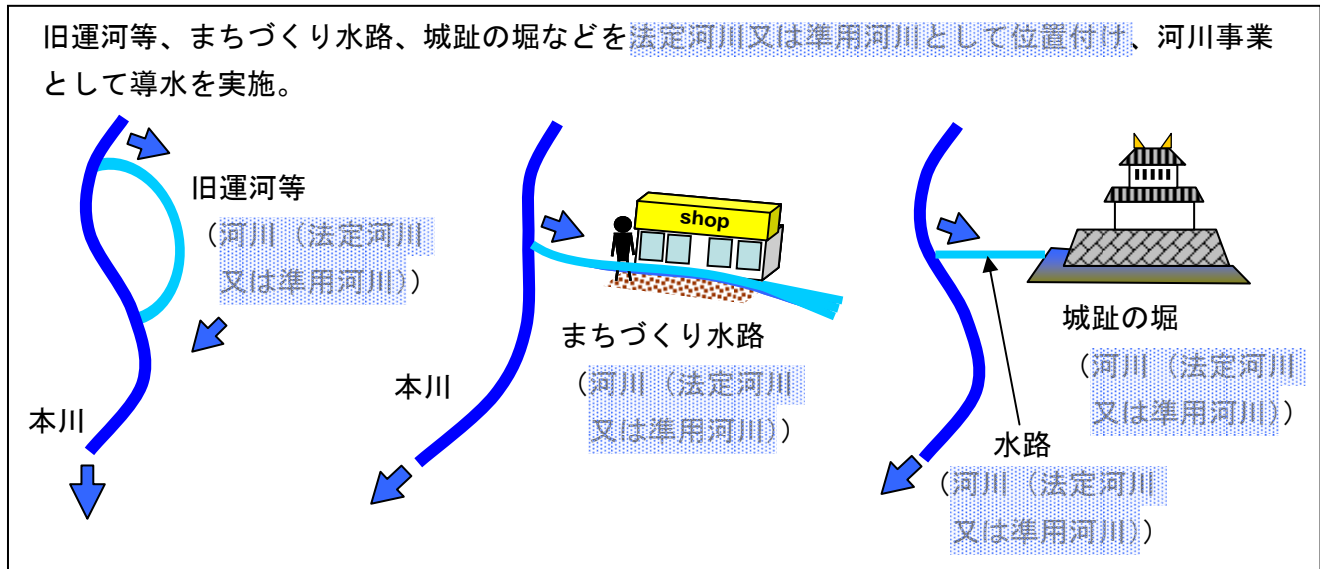 旧運河等、まちづくり水路、城趾の堀などを法定河川又は準用河川として位置付け、河川事業
として導水を実施。
旧運河等
（河川（法定河川
又は準用河川））
本川
shop
まちづくり水路
（河川（法定河川
又は準用河川））
本川
城趾の堀
（河川（法定河川
又は準用河川））
水路
（河川（法定河川
又は準用河川））